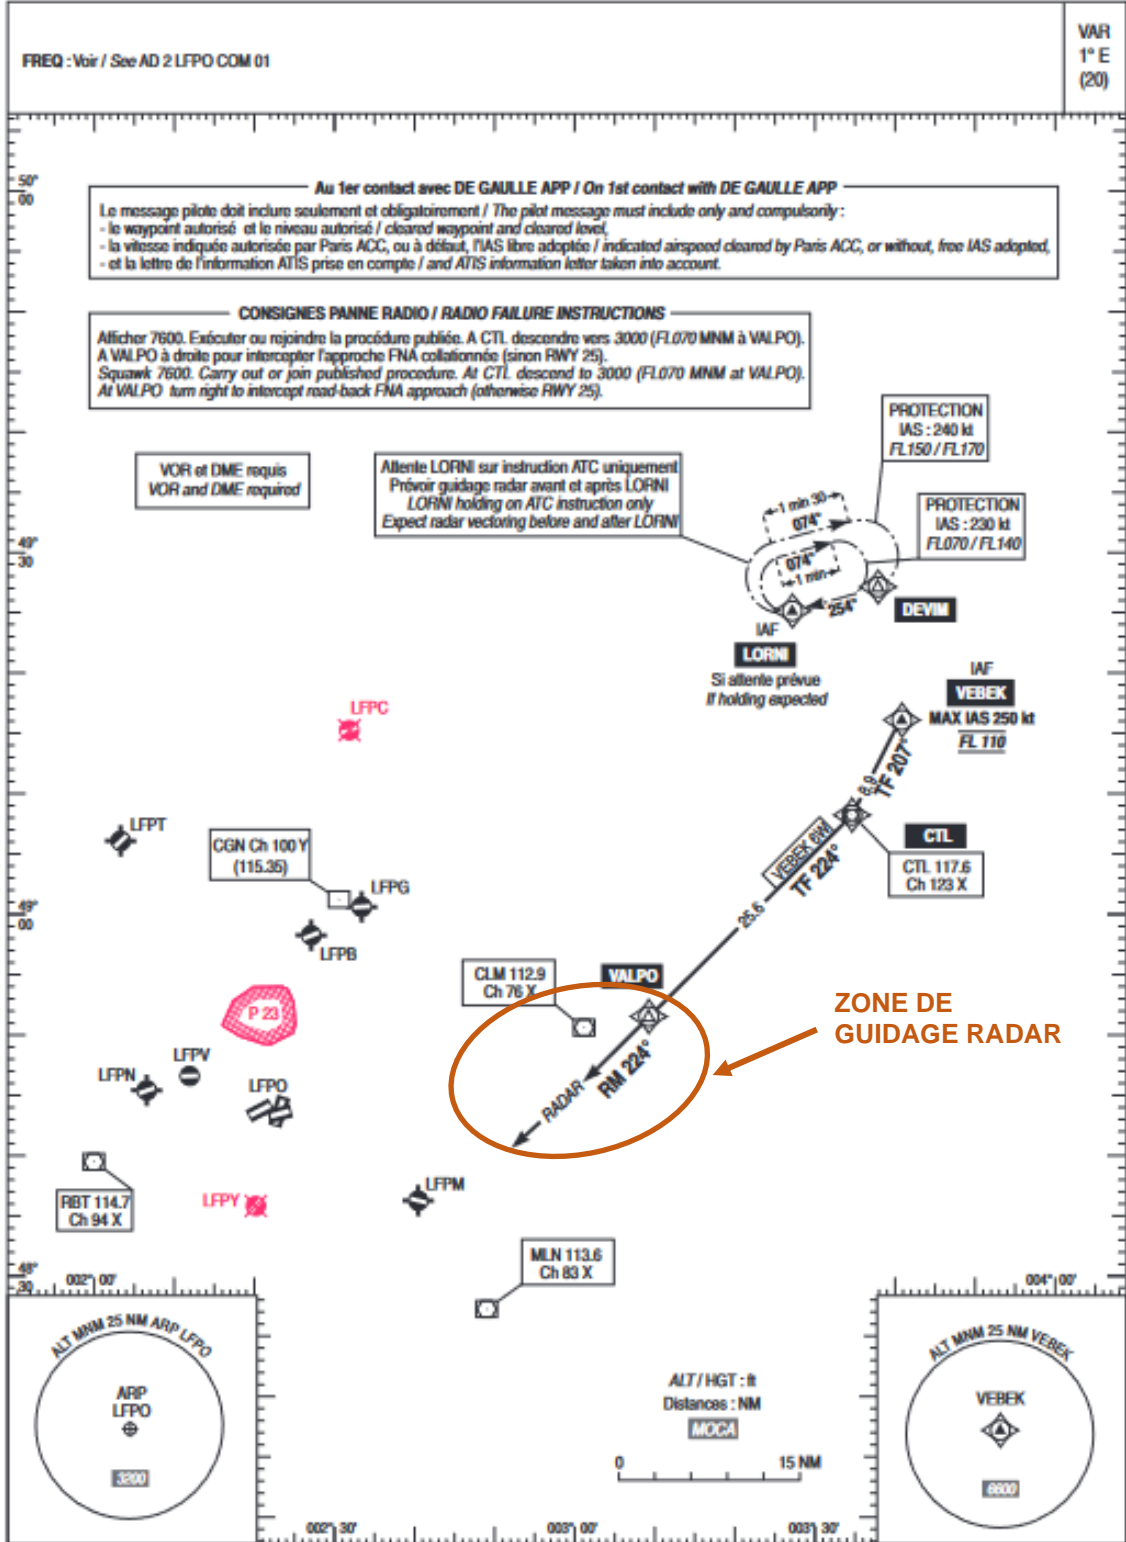 FREQ : Voir / See AD 2 LFPO COM 01
VAR
1° E
(20)
50°
00
Au 1er contact avec DE GAULLE APP / On 1st contact with DE GAULLE APP
Le message pilote doit inclure seulement et obligatoirement / The pilot message must include only and compulsorily :
- le waypoint autorisé et le niveau autorisé / cleared waypoint and cleared level,
- la vitesse indiquée autorisée par Paris ACC, ou à défaut, l'IAS libre adoptée / indicated airspeed cleared by Paris ACC, or without, free IAS adopted,
- et la lettre de l'information ATIS prise en compte / and ATIS information letter taken into account.
CONSIGNES PANNE RADIO / RADIO FAILURE INSTRUCTIONS
Afficher 7600. Exécuter ou rejoindre la procédure publiée. A CTL descendre vers 3000 (FL070 MNM à VALPO).
A VALPO à droite pour intercepter l'approche FNA collationnée (sinon RWY 25).
Squawk 7600. Carry out or join published procedure. At CTL descend to 3000 (FL070 MNM at VALPO).
At VALPO turn right to intercept read-back FNA approach (otherwise RWY 25).
PROTECTION
IAS : 240 kt
FL150 / FL170
VOR et DME requis
VOR and DME required
Attente LORNI sur instruction ATC uniquement
Prévoir guidage radar avant et après LORNI
LORNI holding on ATC instruction only
Expect radar vectoring before and after LORNI
PROTECTION
IAS : 230 kt
FL070 / FL140
1 min 30
074°
074°
1 min
254°
49°
30
DEVIM
IAF
LORNI
Si attente prévue
If holding expected
IAF
VEBEK
MAX IAS 250 kt
FL 110
LFPC
8.9
TF 207°
LFPT
CGN Ch 100 Y
(115.35)
LFPG
LFPB
VEBEK 6W
TF 224°
25.6
CTL
CTL 117.6
Ch 123 X
49°
00
CLM 112.9
Ch 76 X
VALPO
ZONE DE
GUIDAGE RADAR
P 23
LFPV
LFPN
LFPO
RM 224°
RADAR
RBT 114.7
Ch 94 X
LFPY
LFPM
MLN 113.6
Ch 83 X
48°
30
002° 00'
004° 00'
ALT MNM 25 NM ARP LFPO
ARP
LFPO
3200
ALT / HGT : ft
Distances : NM
MOCA
0
15 NM
ALT MNM 25 NM VEBEK
VEBEK
6600
002° 30'
003° 00'
003° 30'